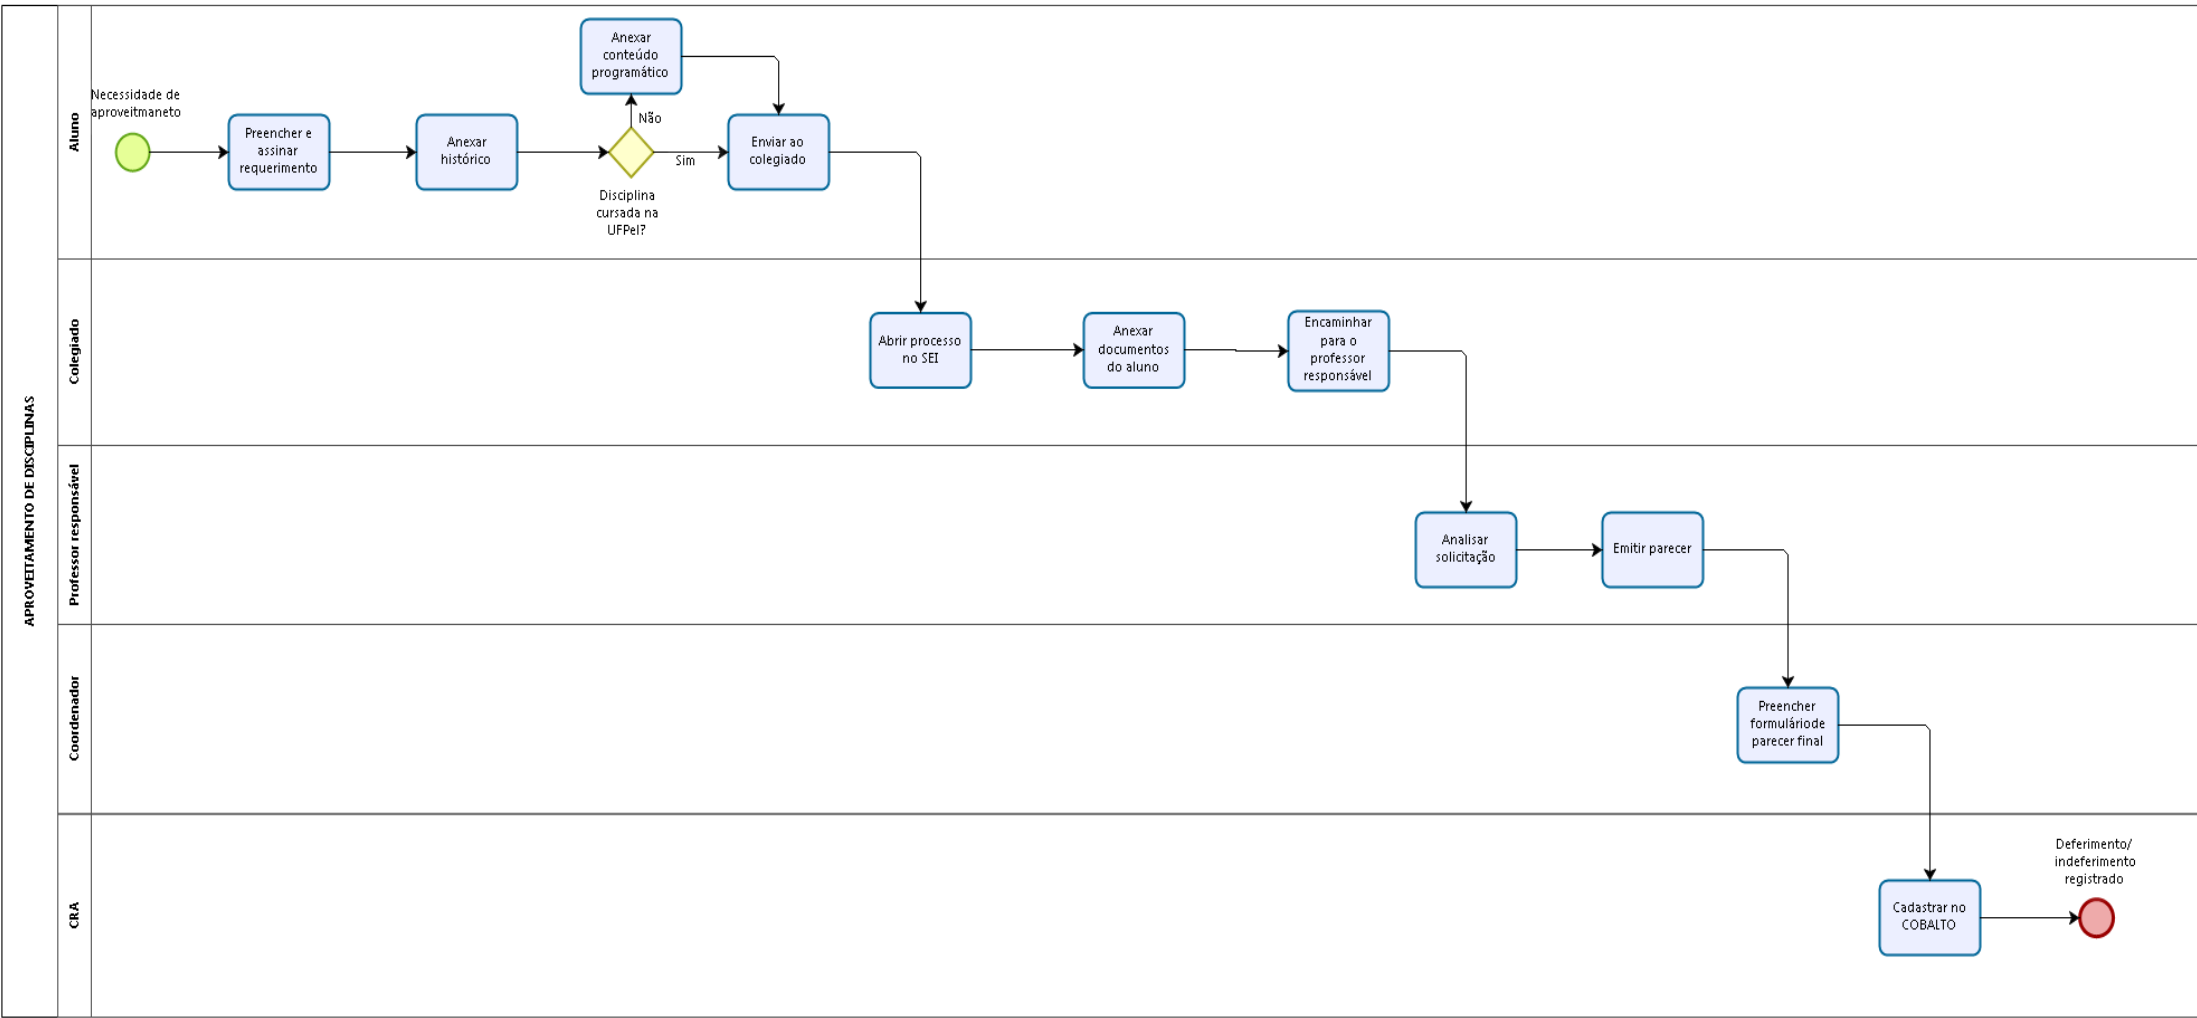 APROVEITAMENTO DE DISCIPLINAS
Aluno
Necessidade de
aproveitmaneto
Preencher e
assinar
requerimento
Anexar
histórico
Anexar
conteúdo
programático
Não
Sim
Disciplina
cursada na
UFPel?
Enviar ao
colegiado
Colegiado
Abrir processo
no SEI
Anexar
documentos
do aluno
Encaminhar
para o
professor
responsável
Professor responsável
Analisar
solicitação
Emitir parecer
Coordenador
Preencher
formuláriode
parecer final
CRA
Cadastrar no
COBALTO
Deferimento/
indeferimento
registrado